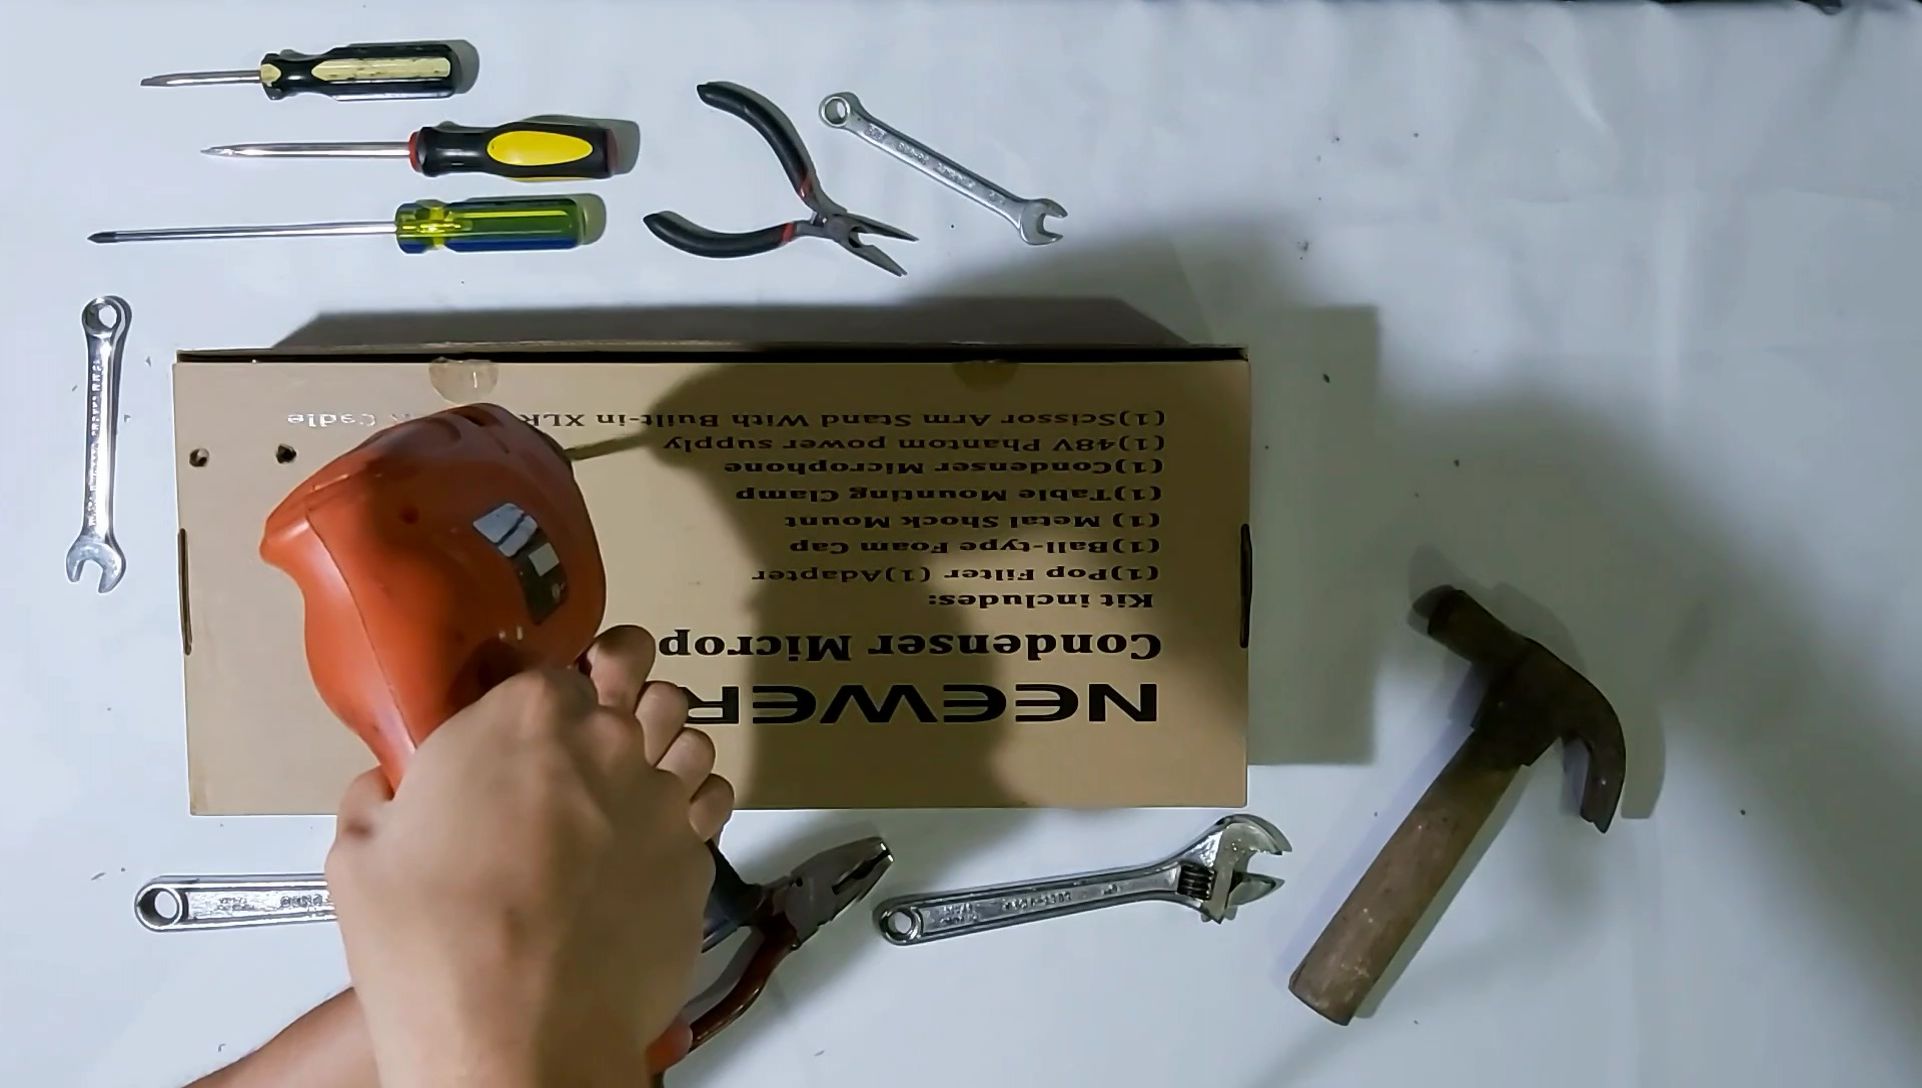 NEEWER
Condenser Microp
Kit includes:
(1)Pop Filter (1)Adapter
(1)Ball-type Foam Cap
(1) Metal Shock Mount
(1)Table Mounting Clamp
(1)Condenser Microphone
(1)48V Phantom power supply
(1)Scissor Arm Stand With Built-in XLR Cable